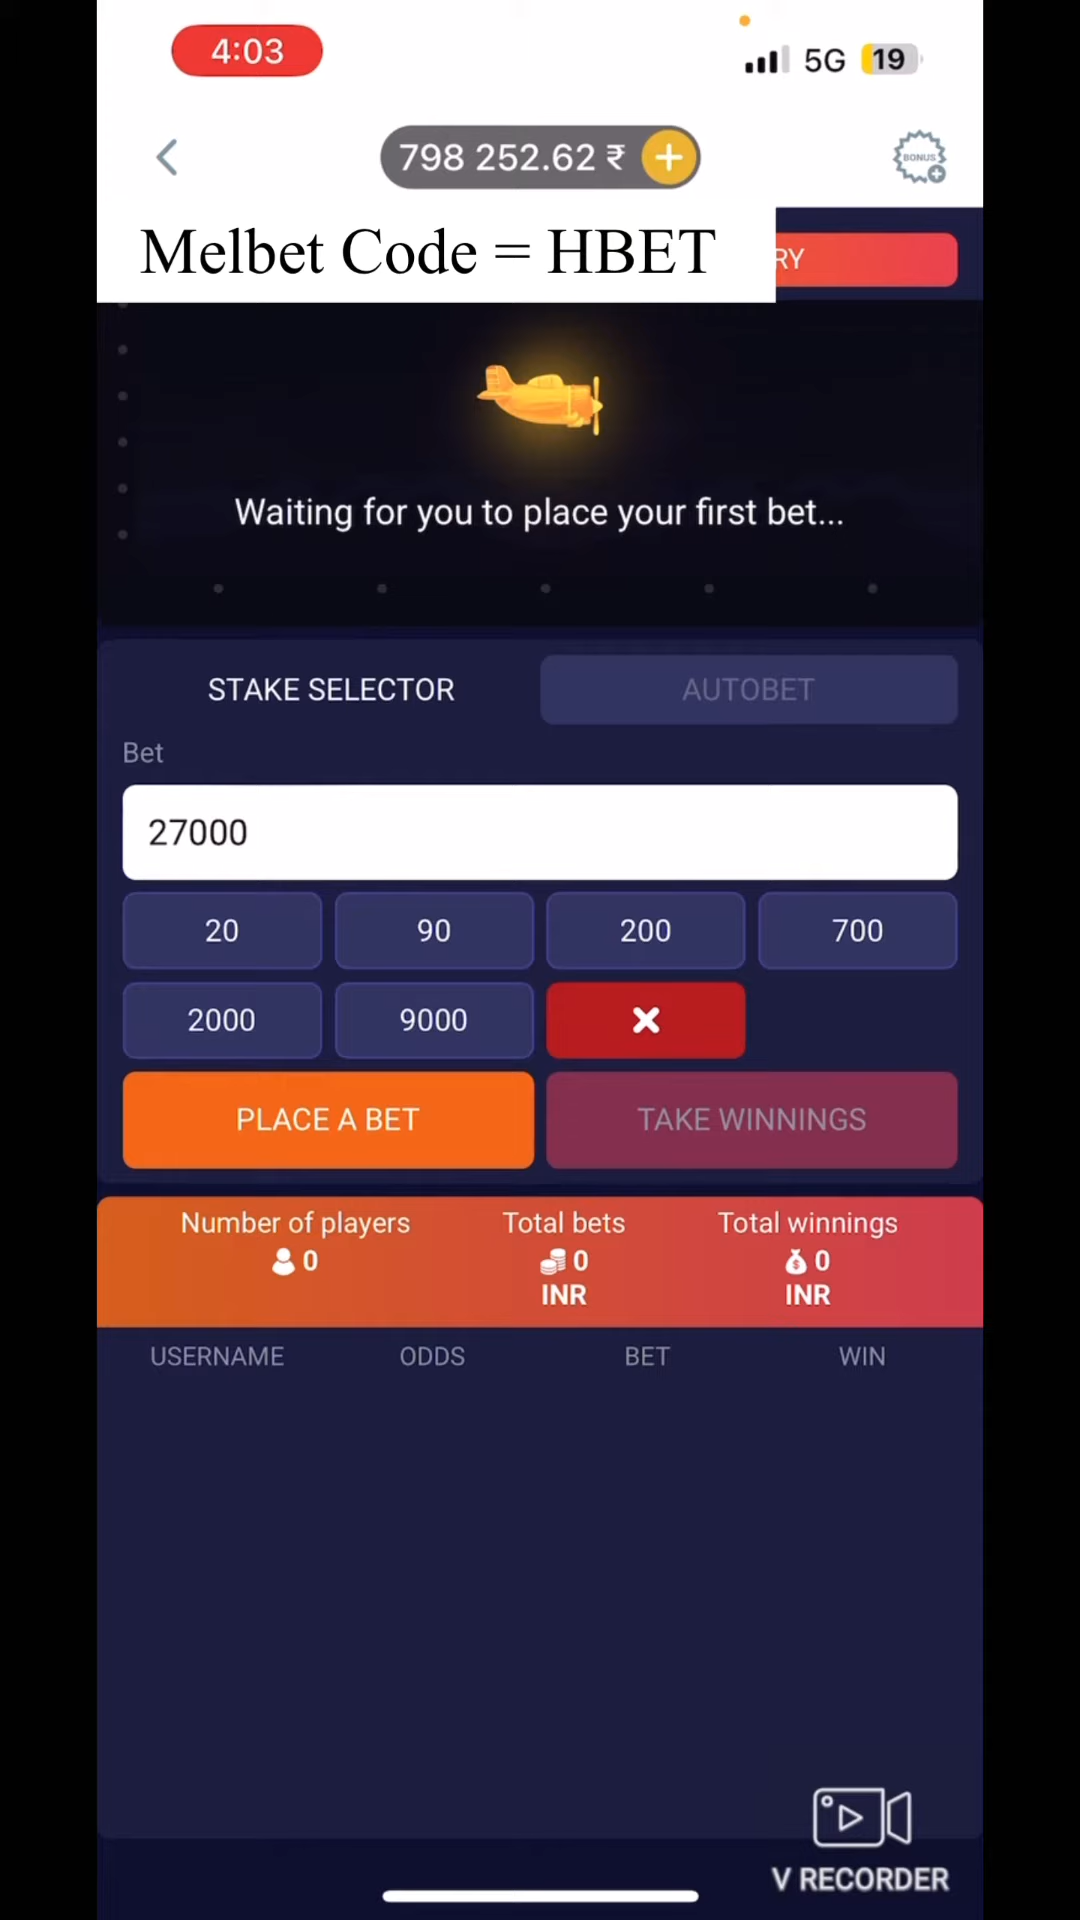 4:03
5G 19
798 252.62 ₹ +
BONUS
Melbet Code = HBET
RY
Waiting for you to place your first bet...
STAKE SELECTOR AUTOBET
Bet
27000
20 90 200 700
2000 9000
PLACE A BET TAKE WINNINGS
Number of players Total bets Total winnings
0 0 0
INR INR
USERNAME ODDS BET WIN
V RECORDER